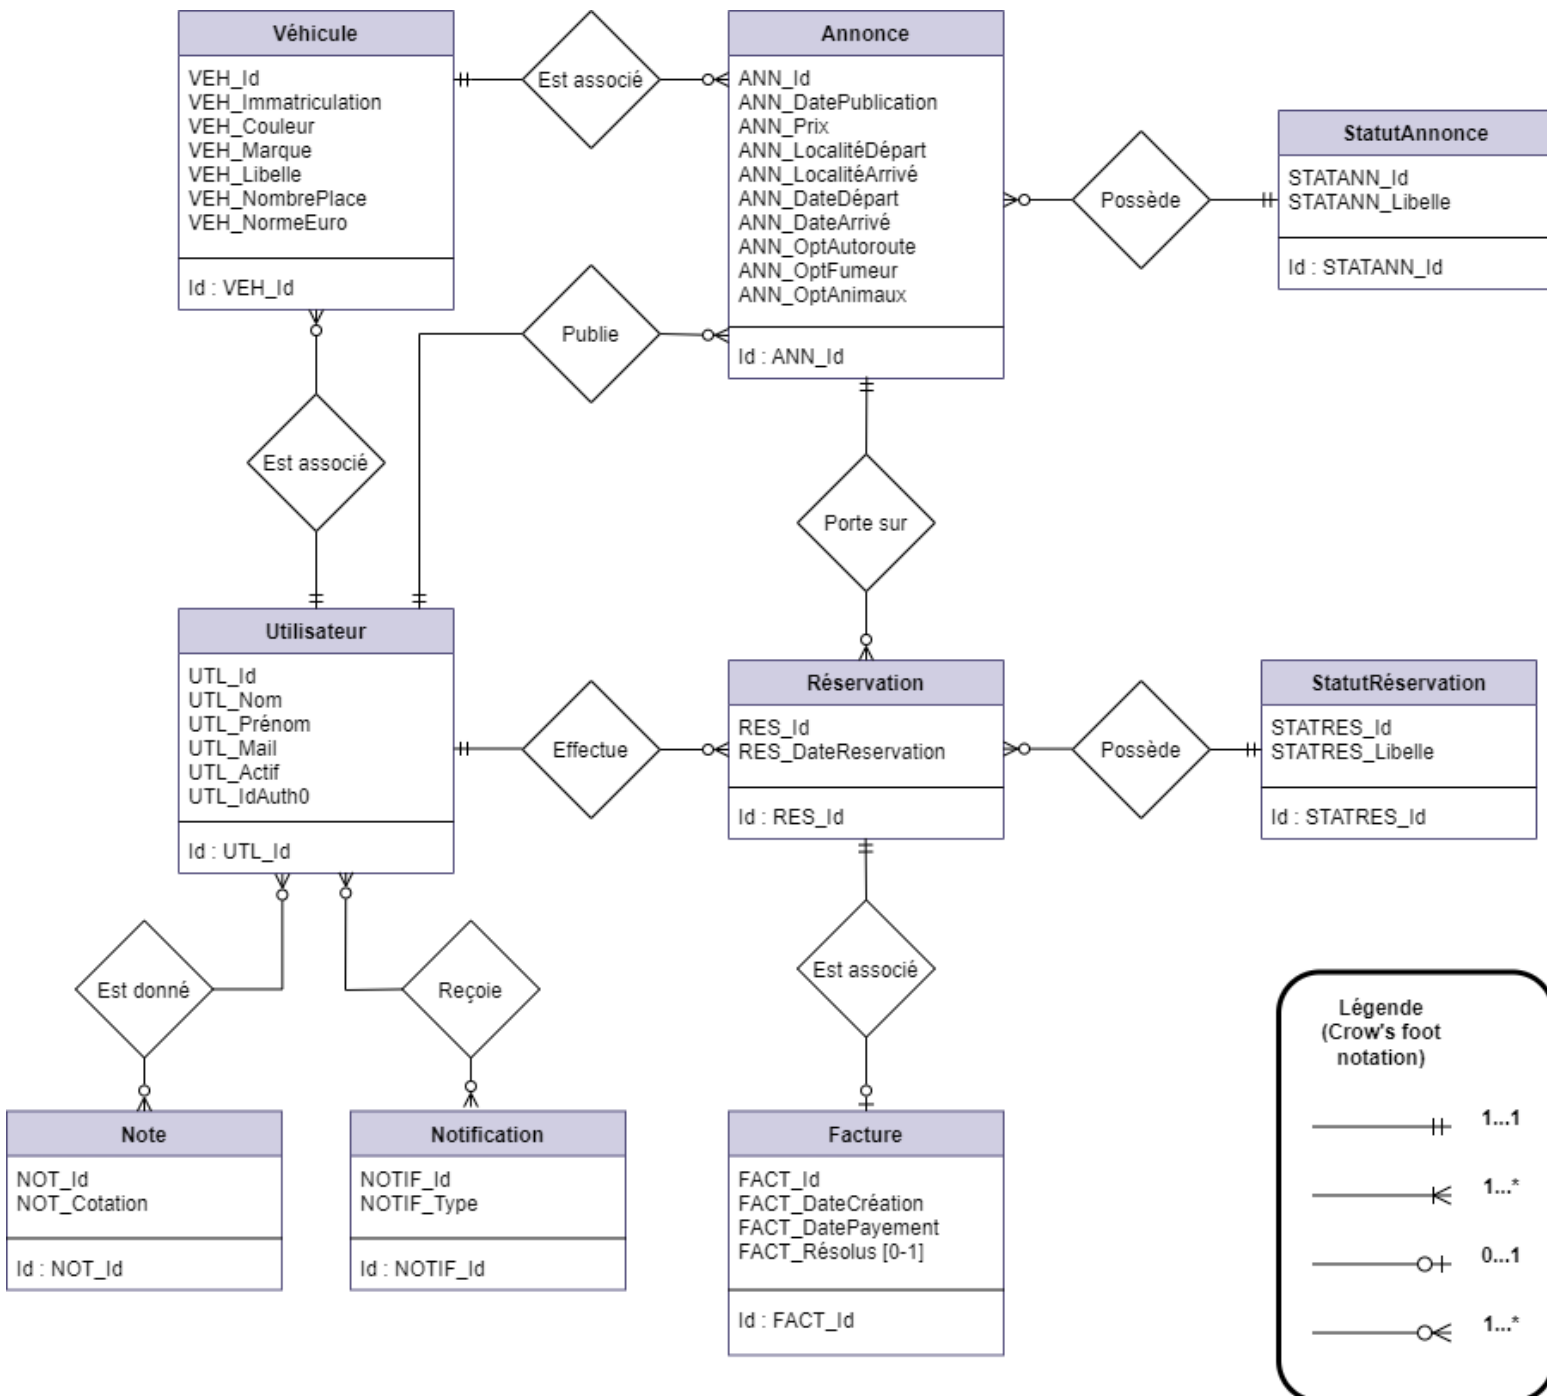 Véhicule
VEH_Id
VEH_Immatriculation
VEH_Couleur
VEH_Marque
VEH_Libelle
VEH_NombrePlace
VEH_NormeEuro
Id : VEH_Id
Est associé
Annonce
ANN_Id
ANN_DatePublication
ANN_Prix
ANN_LocalitéDépart
ANN_LocalitéArrivé
ANN_DateDépart
ANN_DateArrivé
ANN_OptAutoroute
ANN_OptFumeur
ANN_OptAnimaux
Id : ANN_Id
Possède
StatutAnnonce
STATANN_Id
STATANN_Libelle
Id : STATANN_Id
Publie
Est associé
Porte sur
Utilisateur
UTL_Id
UTL_Nom
UTL_Prénom
UTL_Mail
UTL_Actif
UTL_IdAuth0
Id : UTL_Id
Effectue
Réservation
RES_Id
RES_DateReservation
Id : RES_Id
Possède
StatutRéservation
STATRES_Id
STATRES_Libelle
Id : STATRES_Id
Est donné
Reçoie
Est associé
Note
NOT_Id
NOT_Cotation
Id : NOT_Id
Notification
NOTIF_Id
NOTIF_Type
Id : NOTIF_Id
Facture
FACT_Id
FACT_DateCréation
FACT_DatePayement
FACT_Résolus [0-1]
Id : FACT_Id
Légende
(Crow's foot
notation)
1...1
1...*
0...1
1...*